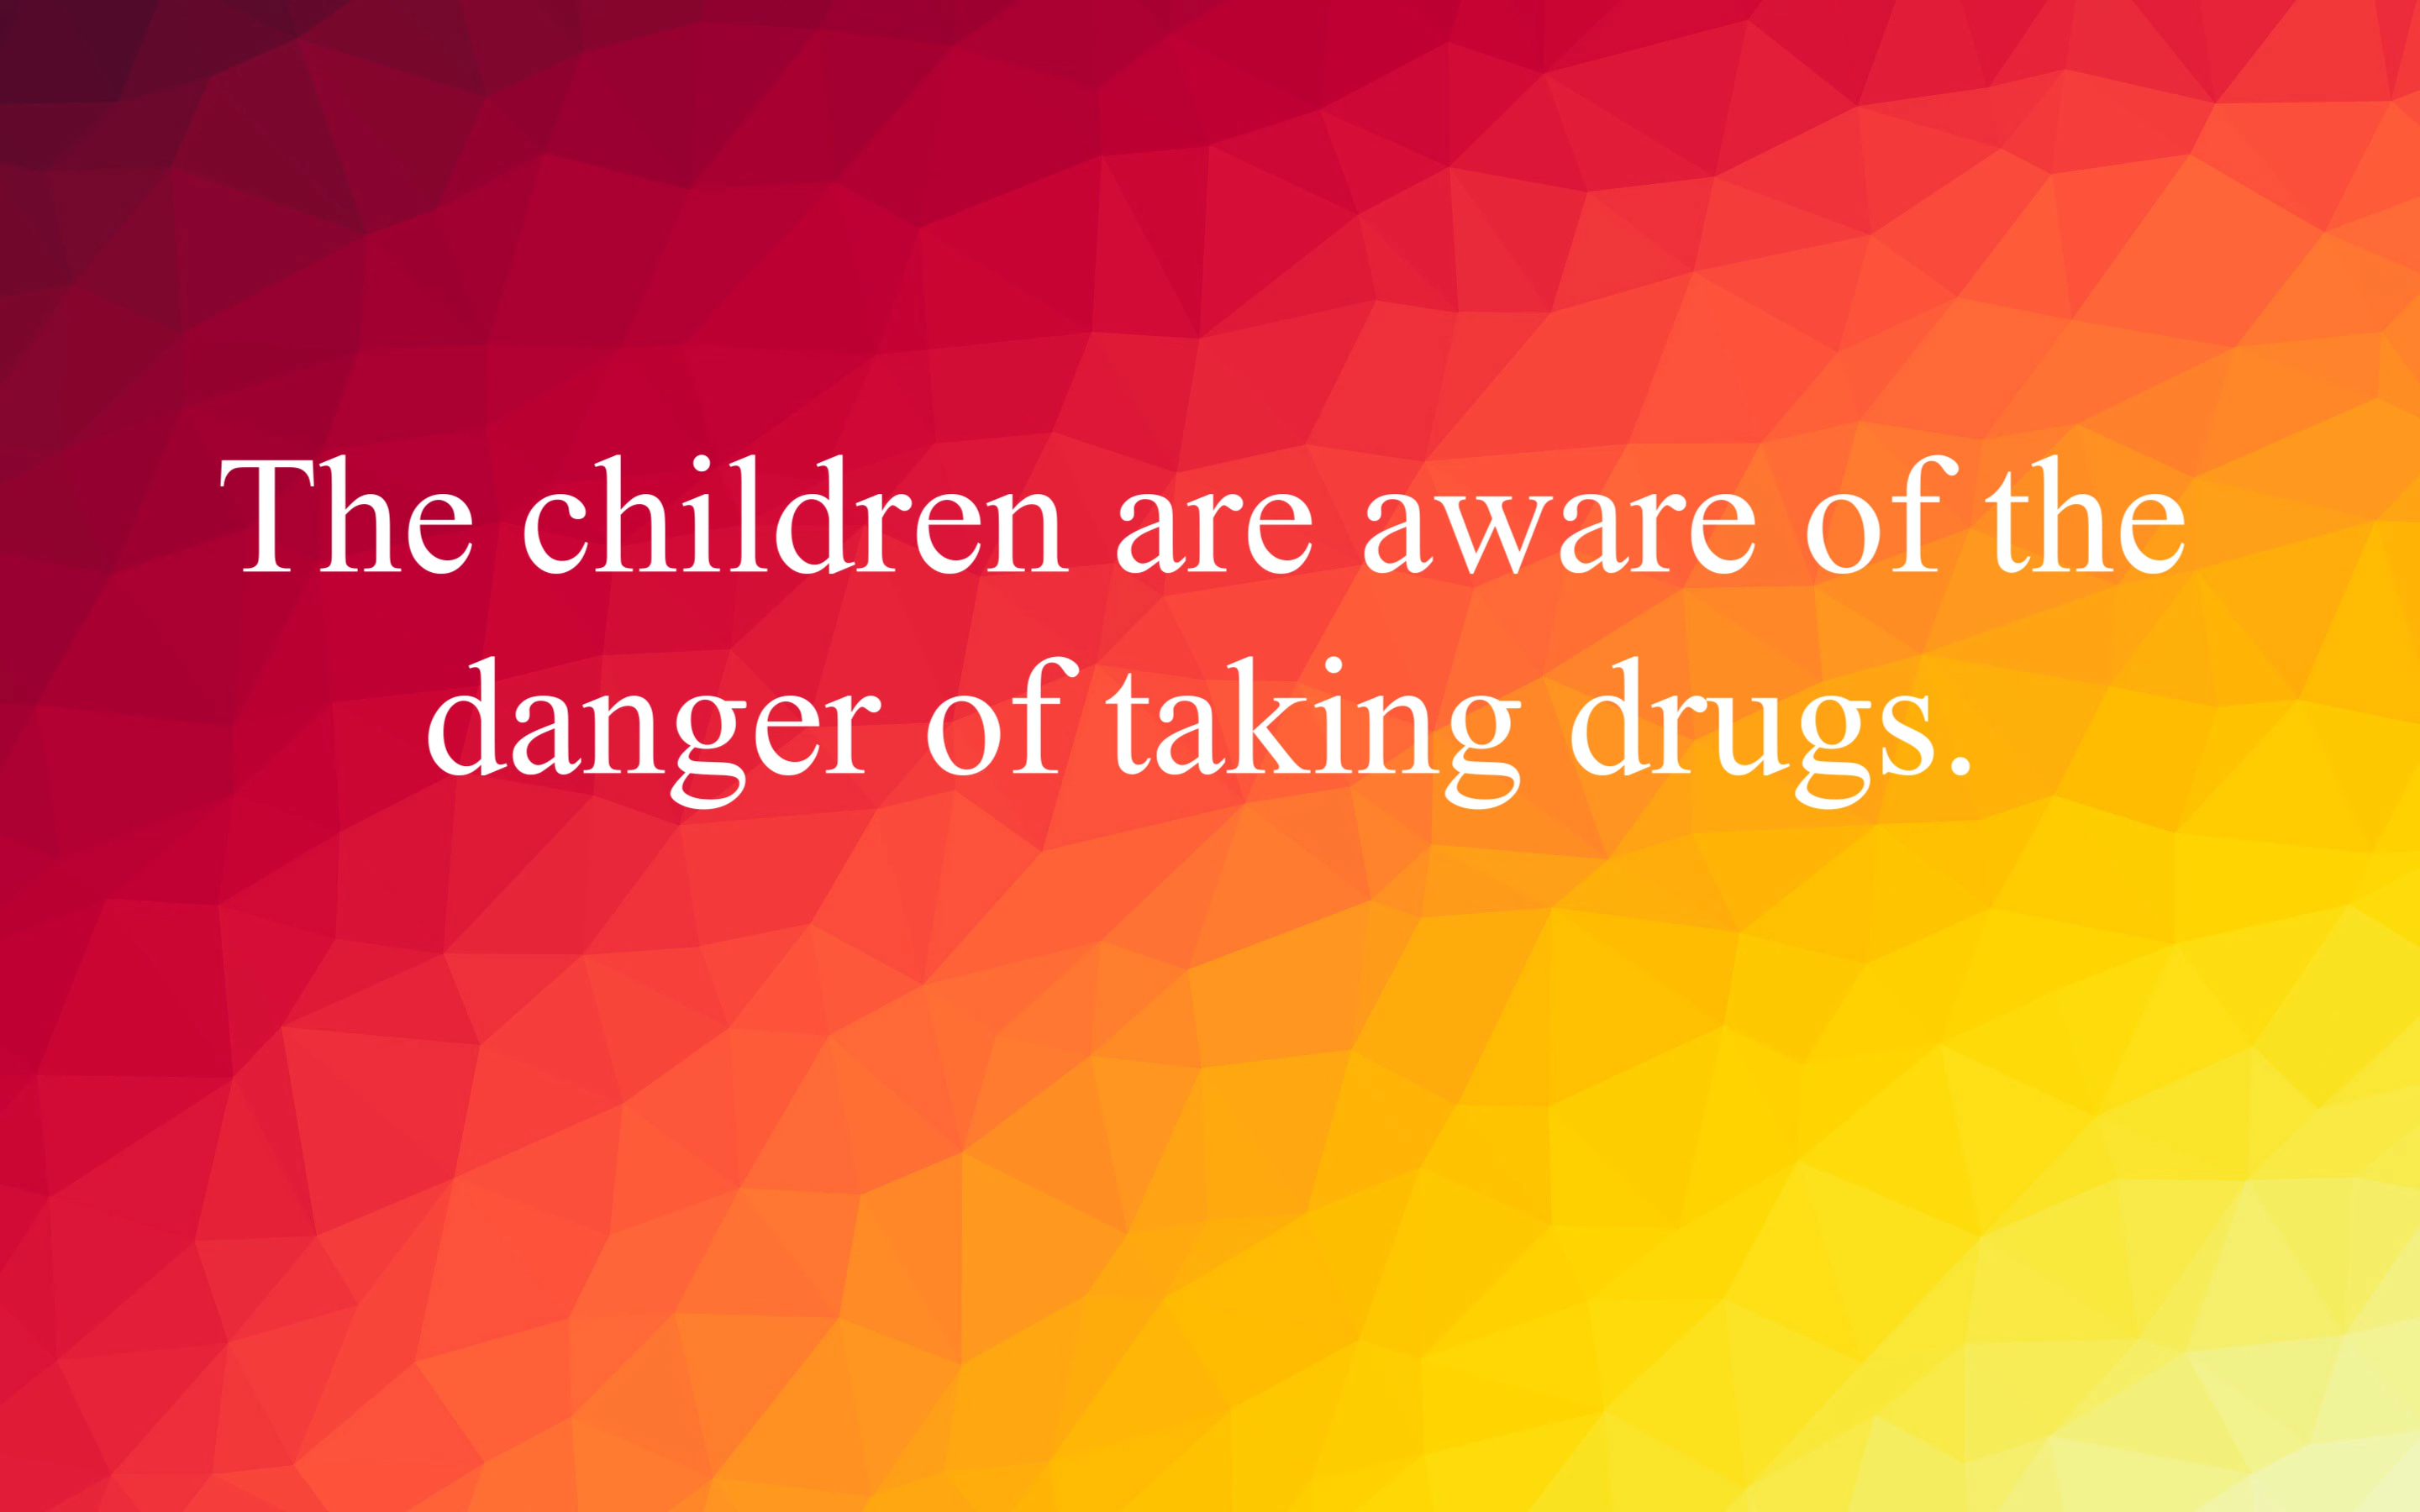 The children are aware of the
danger of taking drugs.